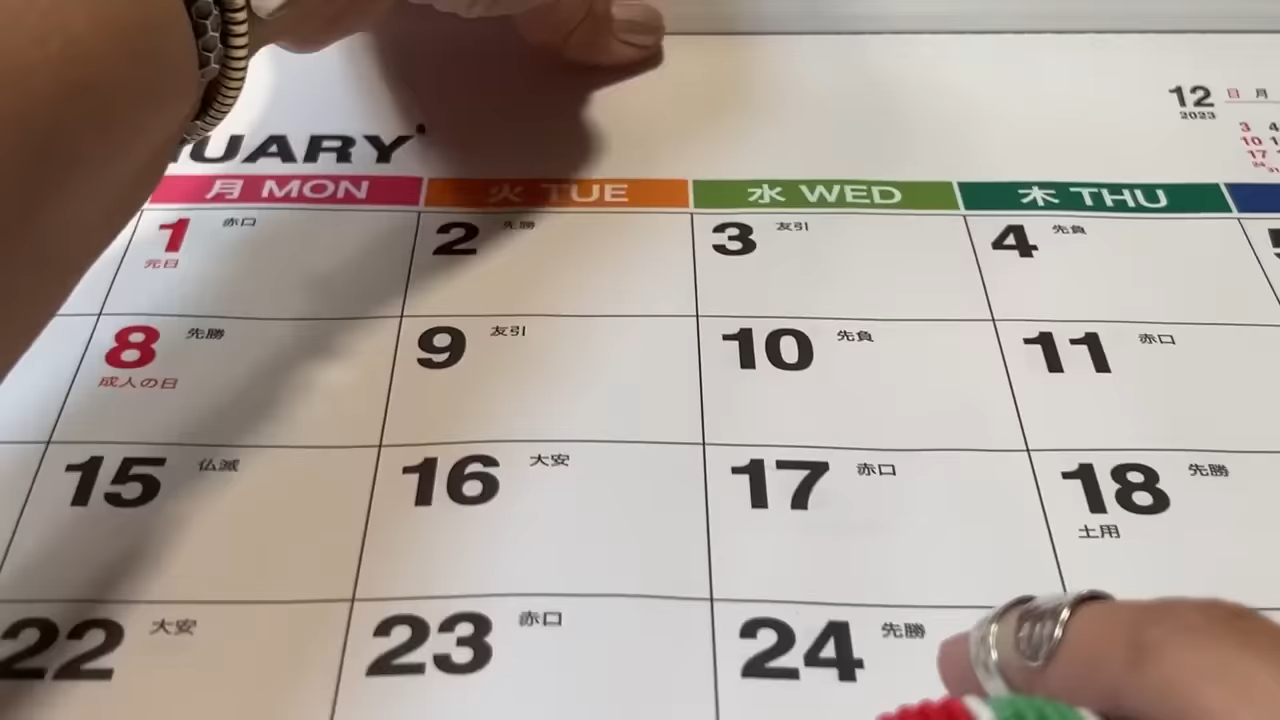 UARY
12
2023
日 月
3 4
10 1
17
24
31
月 MON 火 TUE 水 WED 木 THU
1 赤口 2 先勝 3 友引 4 先負
元日
8 先勝 9 友引 10 先負 11 赤口
成人の日
15 仏滅 16 大安 17 赤口 18 先勝
土用
22 大安 23 赤口 24 先勝